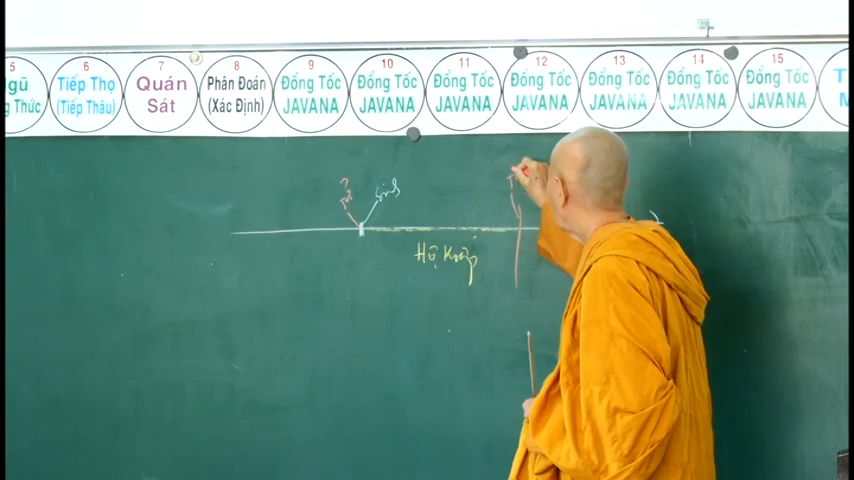 5
gũ
g Thức
6
Tiếp Thọ
(Tiếp Thâu)
7
Quán
Sát
8
Phân Đoán
(Xác Định)
9
Đổng Tốc
JAVANA
10
Đổng Tốc
JAVANA
11
Đổng Tốc
JAVANA
12
Đổng Tốc
JAVANA
13
Đổng Tốc
JAVANA
14
Đổng Tốc
JAVANA
15
Đổng Tốc
JAVANA
T
M
Sinh
Hộ Kiếp